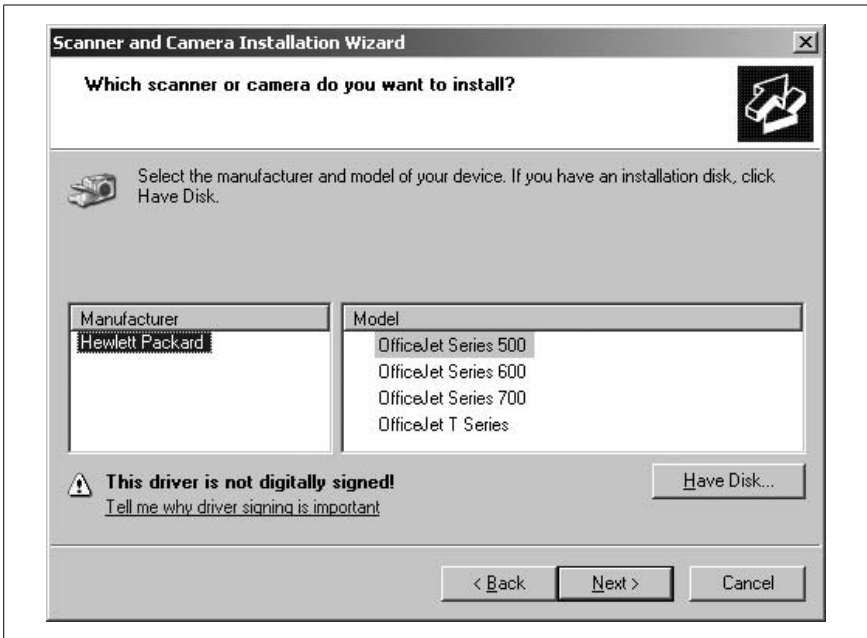 Scanner and Camera Installation Wizard
Which scanner or camera do you want to install?
Select the manufacturer and model of your device. If you have an installation disk, click
Have Disk.
Manufacturer
Hewlett Packard
Model
OfficeJet Series 500
OfficeJet Series 600
OfficeJet Series 700
OfficeJet T Series
This driver is not digitally signed!
Tell me why driver signing is important
Have Disk...
< Back
Next >
Cancel